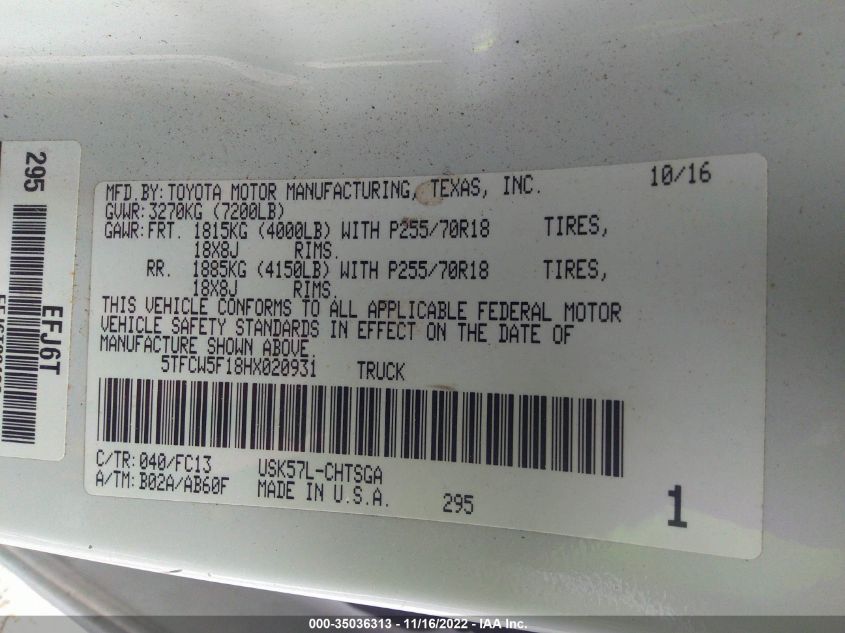 MFD.BY:TOYOTA MOTOR MANUFACTURING, TEXAS, INC. 10/16
GVWR:3270KG (7200LB)
GAWR:FRT. 1815KG (4000LB) WITH P255/70R18 TIRES,
18X8J RIMS.
RR. 1885KG (4150LB) WITH P255/70R18 TIRES,
18X8J RIMS.
THIS VEHICLE CONFORMS TO ALL APPLICABLE FEDERAL MOTOR
VEHICLE SAFETY STANDARDS IN EFFECT ON THE DATE OF
MANUFACTURE SHOWN ABOVE.
5TFCW5F18HX020931 TRUCK
C/TR:040/FC13 USK57L-CHTSGA
A/TM:B02A/AB60F MADE IN U.S.A. 295 1
295
EFJ6T
000-35036313 - 11/16/2022 - IAA Inc.